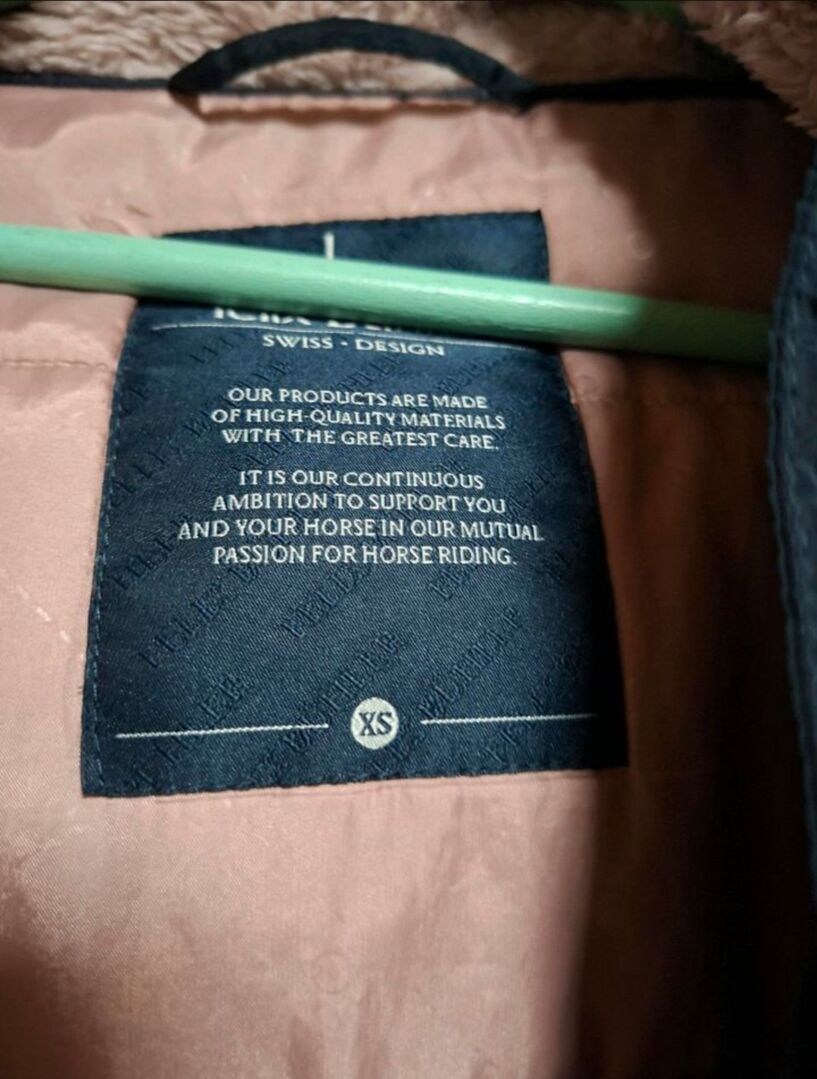 SWISS • DESIGN
OUR PRODUCTS ARE MADE
OF HIGH-QUALITY MATERIALS
WITH THE GREATEST CARE.
IT IS OUR CONTINUOUS
AMBITION TO SUPPORT YOU
AND YOUR HORSE IN OUR MUTUAL
PASSION FOR HORSE RIDING.
XS